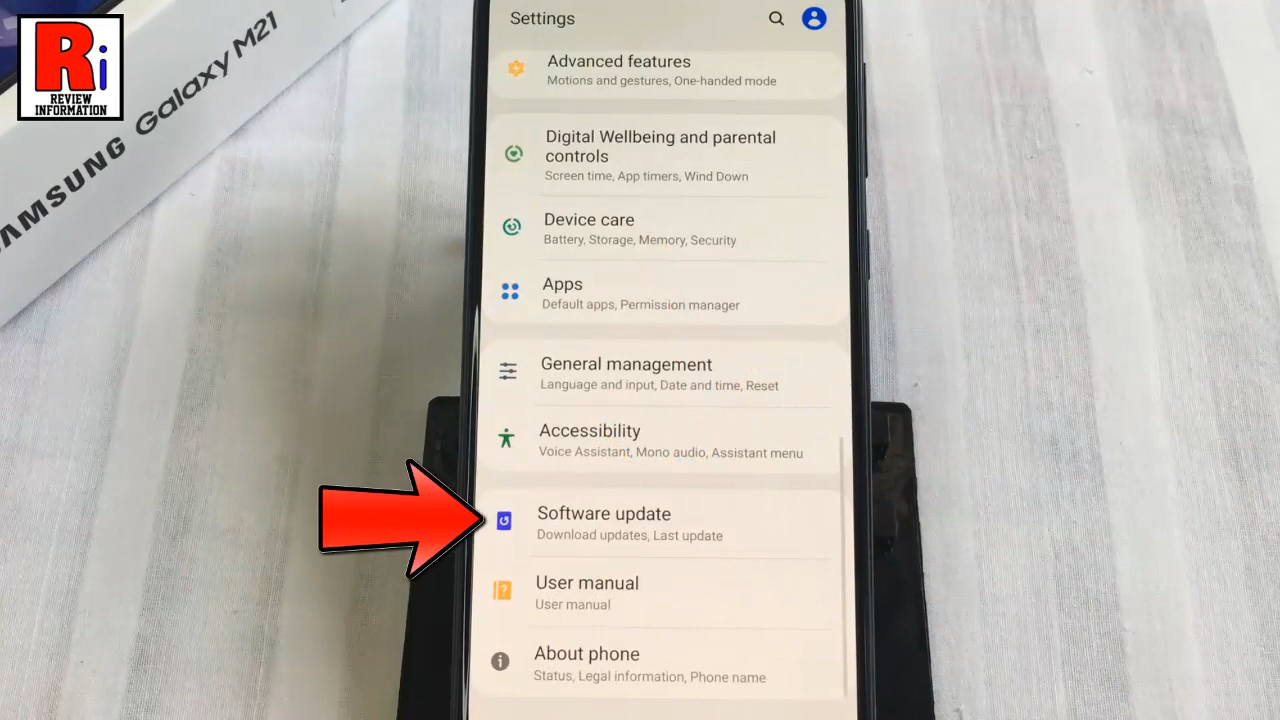 Ri
REVIEW
INFORMATION
SAMSUNG Galaxy M21
Settings
Advanced features
Motions and gestures, One-handed mode
Digital Wellbeing and parental
controls
Screen time, App timers, Wind Down
Device care
Battery, Storage, Memory, Security
Apps
Default apps, Permission manager
General management
Language and input, Date and time, Reset
Accessibility
Voice Assistant, Mono audio, Assistant menu
Software update
Download updates, Last update
User manual
User manual
About phone
Status, Legal information, Phone name